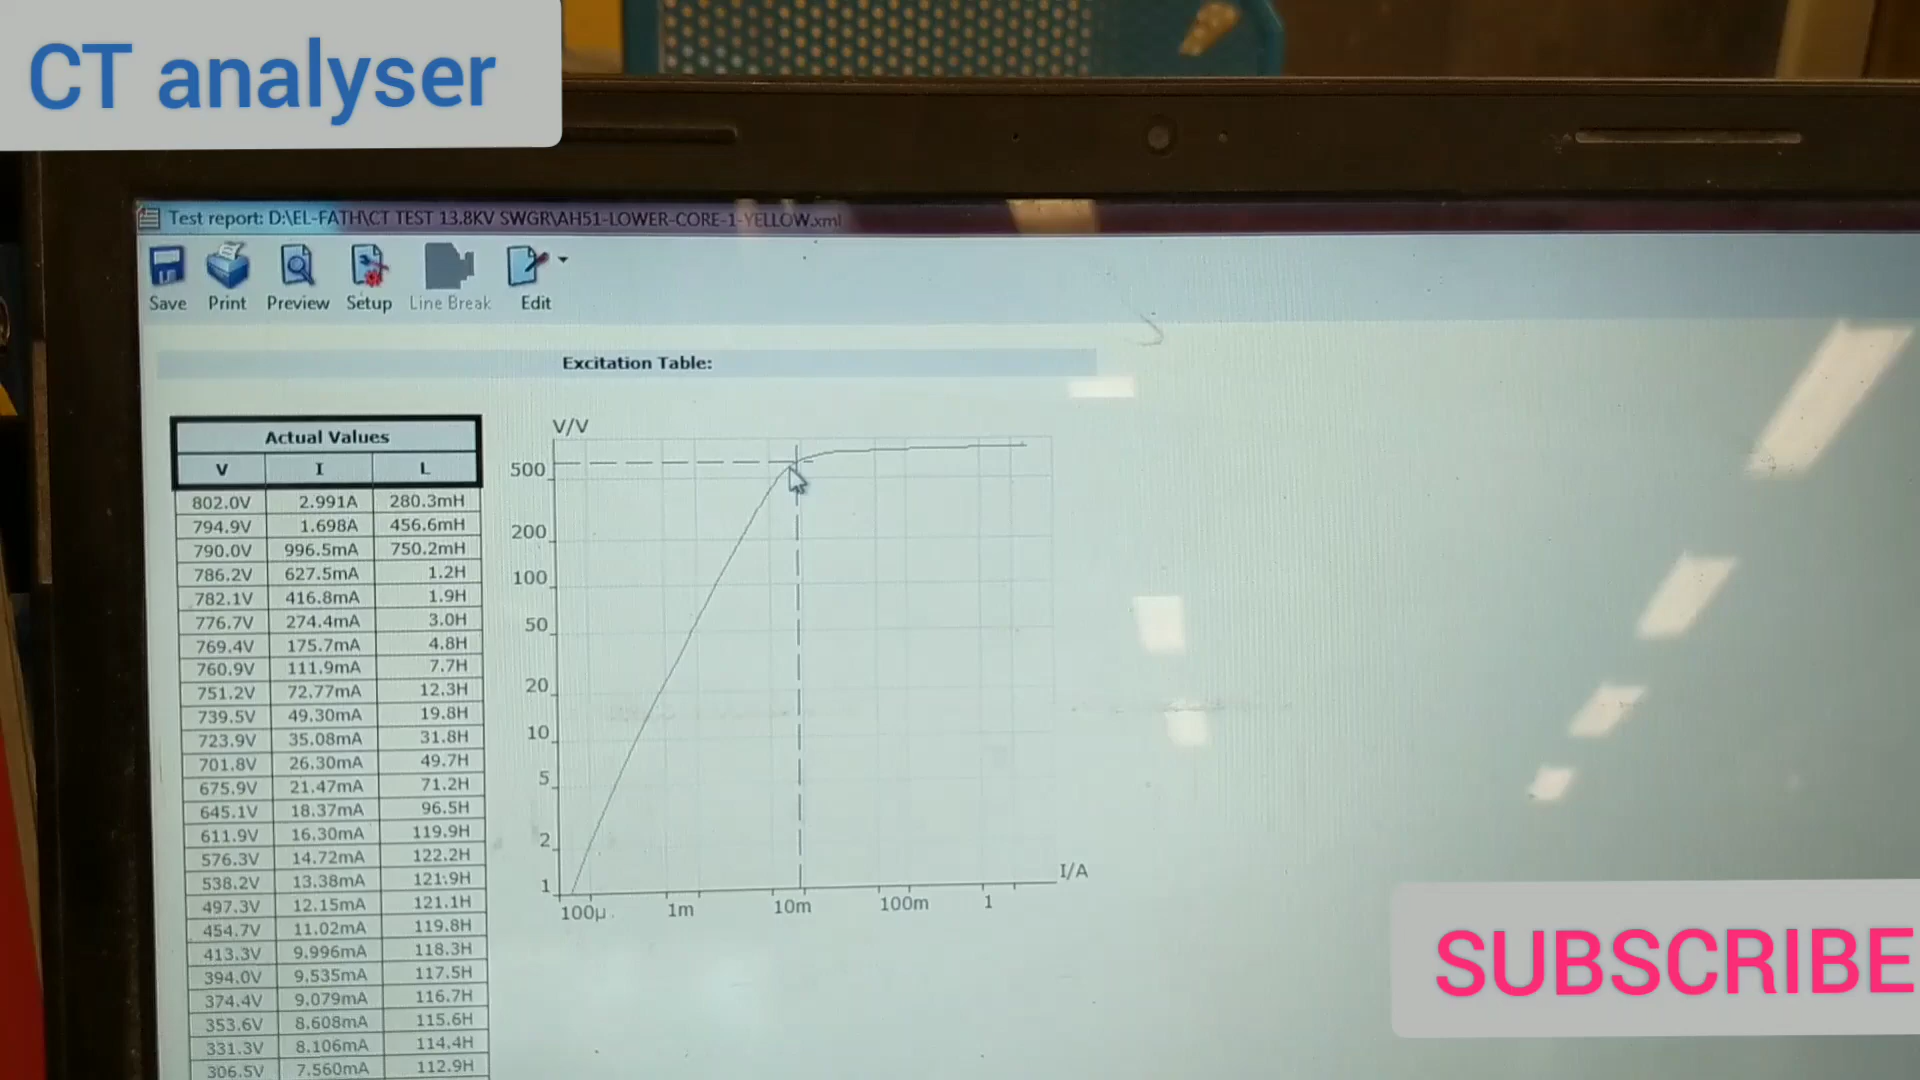 CT analyser
Test report: D:\EL-FATH\CT TEST 13.8KV SWGR\AH51-LOWER-CORE-1-YELLOW.xml
Save Print Preview Setup Line Break Edit
Excitation Table:
Actual Values
V I L
802.0V 2.991A 280.3mH
794.9V 1.698A 456.6mH
790.0V 996.5mA 750.2mH
786.2V 627.5mA 1.2H
782.1V 416.8mA 1.9H
776.7V 274.4mA 3.0H
769.4V 175.7mA 4.8H
760.9V 111.9mA 7.7H
751.2V 72.77mA 12.3H
739.5V 49.30mA 19.8H
723.9V 35.08mA 31.8H
701.8V 26.30mA 49.7H
675.9V 21.47mA 71.2H
645.1V 18.37mA 96.5H
611.9V 16.30mA 119.9H
576.3V 14.72mA 122.2H
538.2V 13.38mA 121.9H
497.3V 12.15mA 121.1H
454.7V 11.02mA 119.8H
413.3V 9.996mA 118.3H
394.0V 9.535mA 117.5H
374.4V 9.079mA 116.7H
353.6V 8.608mA 115.6H
331.3V 8.106mA 114.4H
306.5V 7.560mA 112.9H
V/V
500
200
100
50
20
10
5
2
1
100µ 1m 10m 100m 1
I/A
SUBSCRIBE